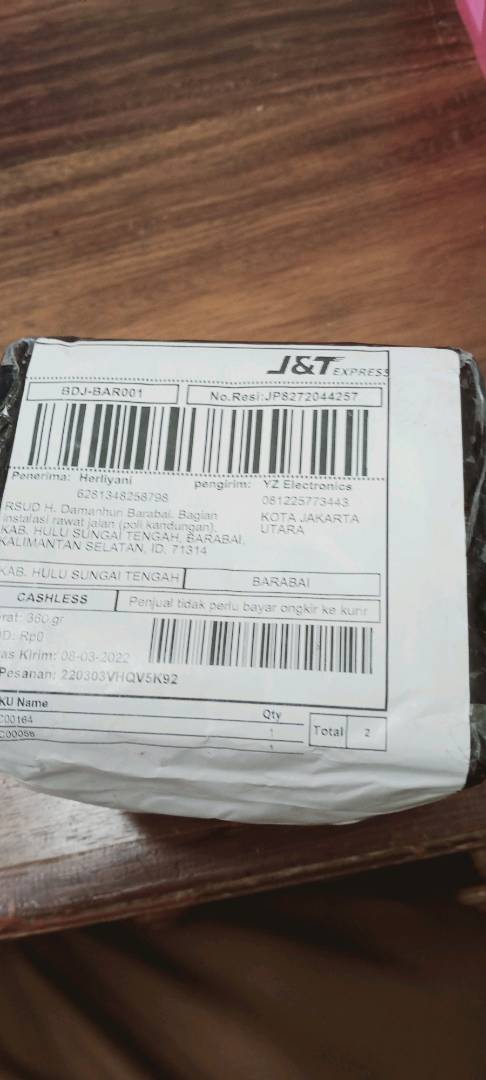 J&T EXPRESS
BDJ-BAR001
No.Resi:JP8272044257
Penerima: Herliyani
6281348258798
RSUD H. Damanhuri Barabai, Bagian
instalasi rawat jalan (poli kandungan),
KAB. HULU SUNGAI TENGAH, BARABAI,
KALIMANTAN SELATAN, ID, 71314
pengirim: YZ Electronics
081225773443
KOTA JAKARTA
UTARA
KAB. HULU SUNGAI TENGAH
BARABAI
CASHLESS
Penjual tidak perlu bayar ongkir ke kurir
rat: 360 gr
D: Rp0
as Kirim: 08-03-2022
Pesanan: 220303VHQV5K92
KU Name
Qty
C00164
1
1
Total
2